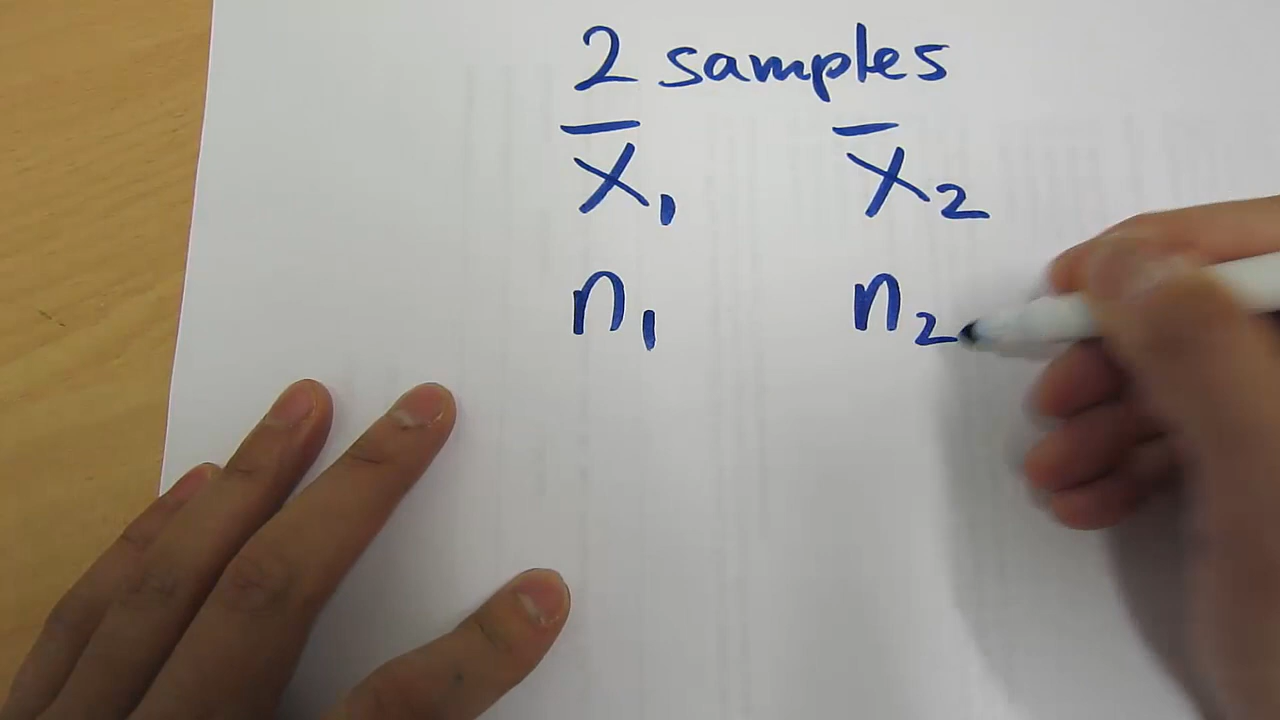 2 samples
X̄₁ X̄₂
n₁ n₂